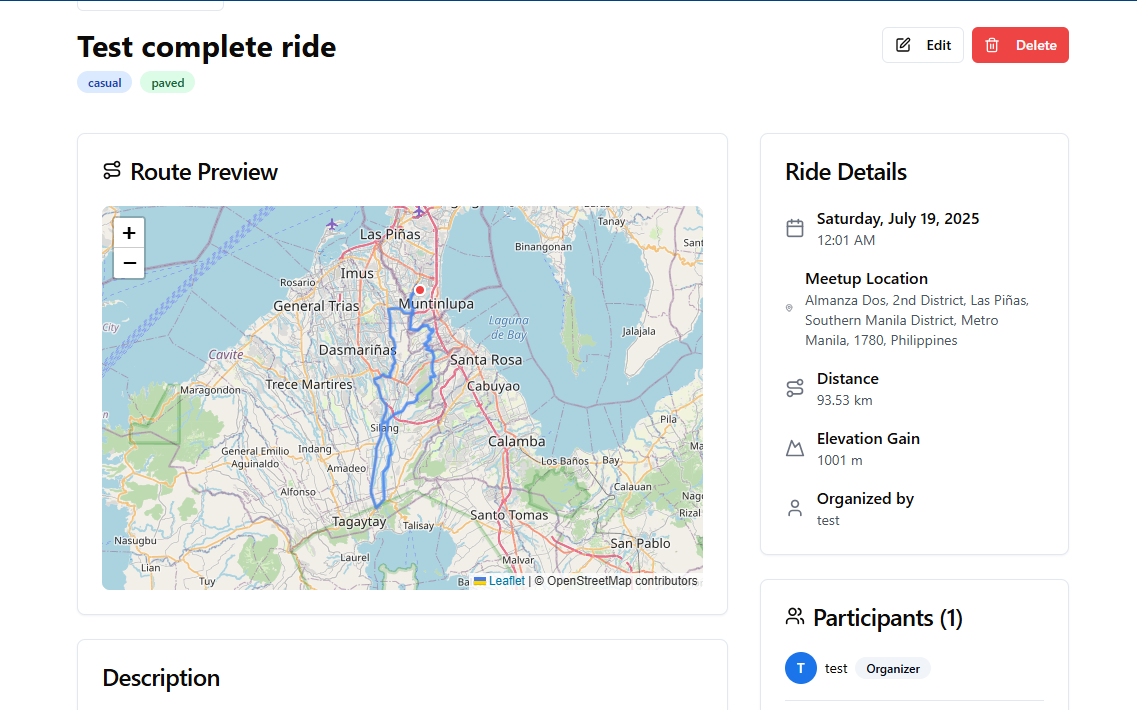 Test complete ride
Edit
Delete
casual
paved
Route Preview
+
−
Las Piñas
Tanay
Binangonan
Imus
Rosario
General Trias
Muntinlupa
City
Laguna
de Bay
Jalajala
Cavite
Dasmariñas
Santa Rosa
Trece Martires
Cabuyao
Maragondon
Pila
Silang
Calamba
General Emilio
Aguinaldo
Indang
Los Baños
Bay
Amadeo
Calauan
Alfonso
Rizal
Santo Tomas
Tagaytay
Talisay
Nasugbu
San Pablo
Laurel
Malvar
Lian
Tuy
Leaflet | © OpenStreetMap contributors
Description
Ride Details
Saturday, July 19, 2025
12:01 AM
Meetup Location
Almanza Dos, 2nd District, Las Piñas,
Southern Manila District, Metro
Manila, 1780, Philippines
Distance
93.53 km
Elevation Gain
1001 m
Organized by
test
Participants (1)
T
test
Organizer